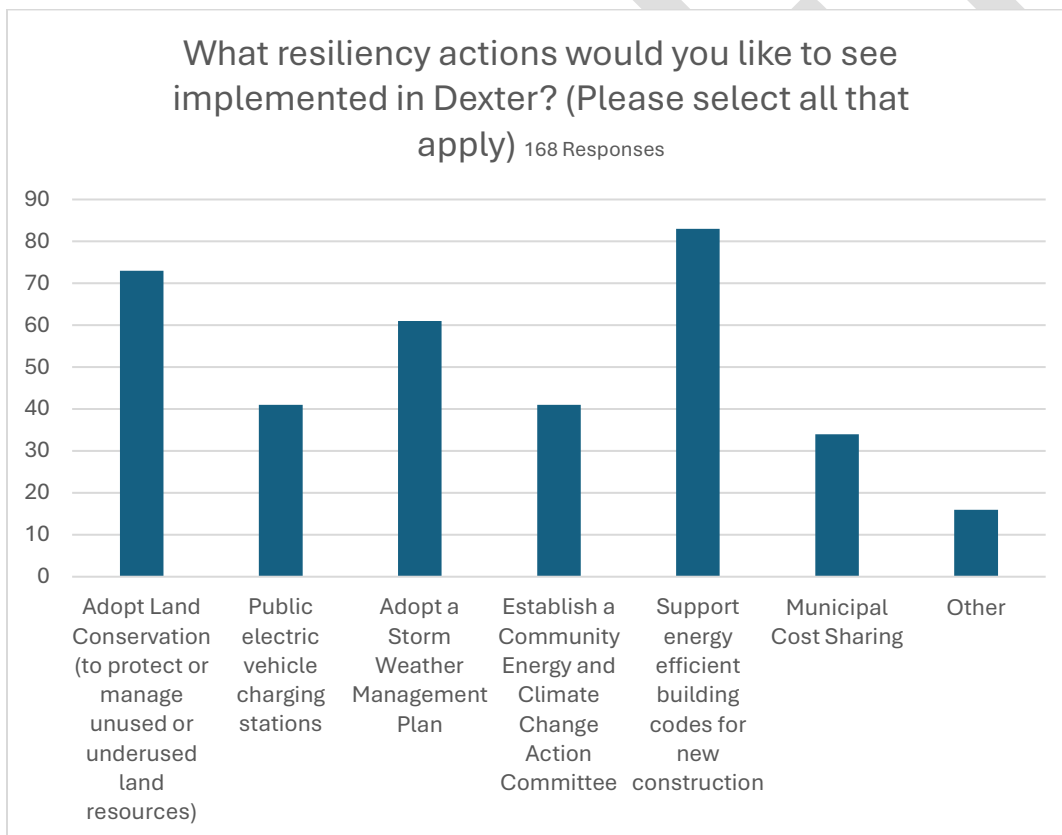 What resiliency actions would you like to see
implemented in Dexter? (Please select all that
apply) 168 Responses
90
80
70
60
50
40
30
20
10
0
Adopt Land
Conservation
(to protect or
manage
unused or
underused
land
resources)
Public
electric
vehicle
charging
stations
Adopt a
Storm
Weather
Management
Plan
Establish a
Community
Energy and
Climate
Change
Action
Committee
Support
energy
efficient
building
codes for
new
construction
Municipal
Cost Sharing
Other